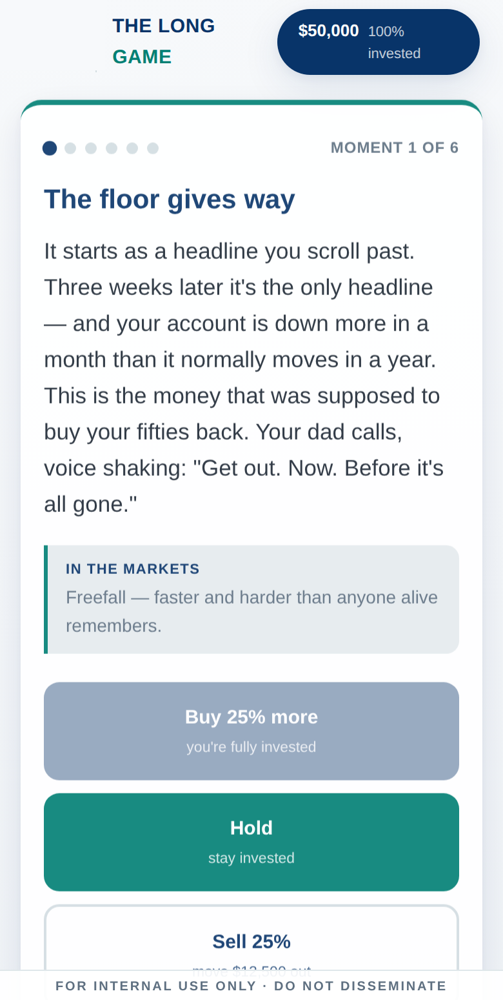 THE LONG
GAME
$50,000 100%
invested
MOMENT 1 OF 6
The floor gives way
It starts as a headline you scroll past.
Three weeks later it's the only headline
— and your account is down more in a
month than it normally moves in a year.
This is the money that was supposed to
buy your fifties back. Your dad calls,
voice shaking: "Get out. Now. Before it's
all gone."
IN THE MARKETS
Freefall — faster and harder than anyone alive
remembers.
Buy 25% more
you're fully invested
Hold
stay invested
Sell 25%
move $12,500 out
FOR INTERNAL USE ONLY · DO NOT DISSEMINATE